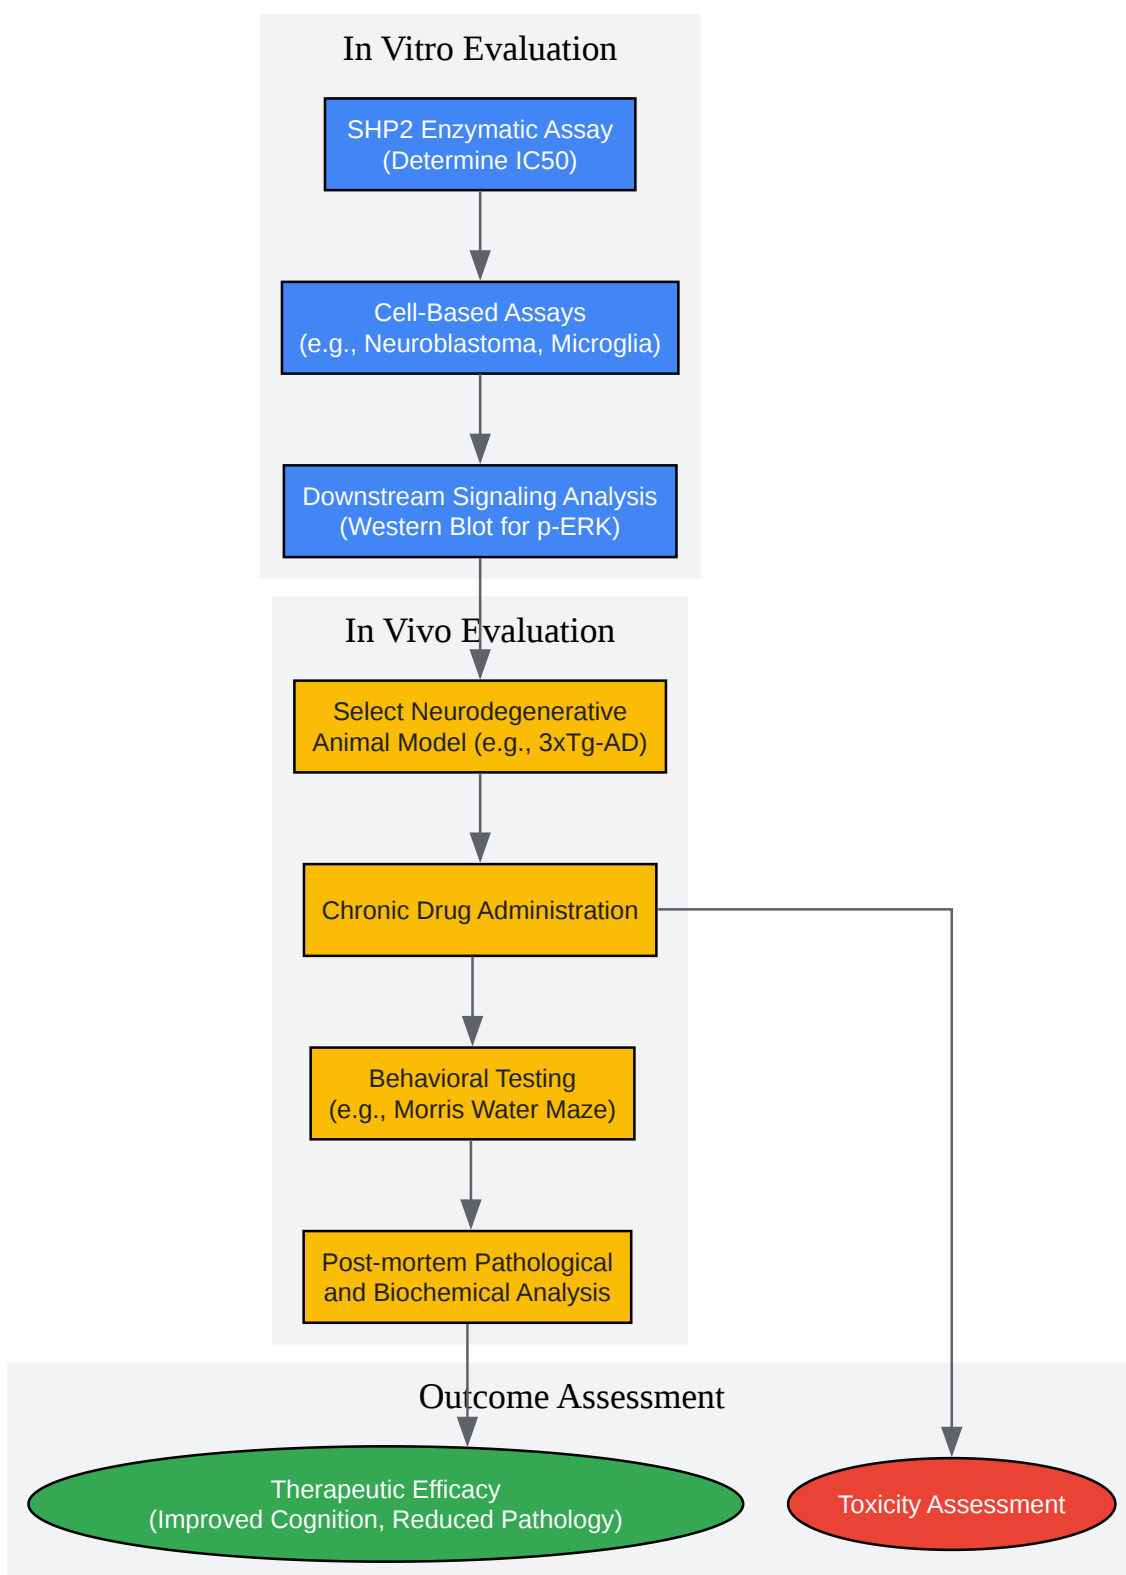 In Vitro Evaluation
SHP2 Enzymatic Assay
(Determine IC50)
Cell-Based Assays
(e.g., Neuroblastoma, Microglia)
Downstream Signaling Analysis
(Western Blot for p-ERK)
In Vivo Evaluation
Select Neurodegenerative
Animal Model (e.g., 3xTg-AD)
Chronic Drug Administration
Behavioral Testing
(e.g., Morris Water Maze)
Post-mortem Pathological
and Biochemical Analysis
Outcome Assessment
Therapeutic Efficacy
(Improved Cognition, Reduced Pathology)
Toxicity Assessment